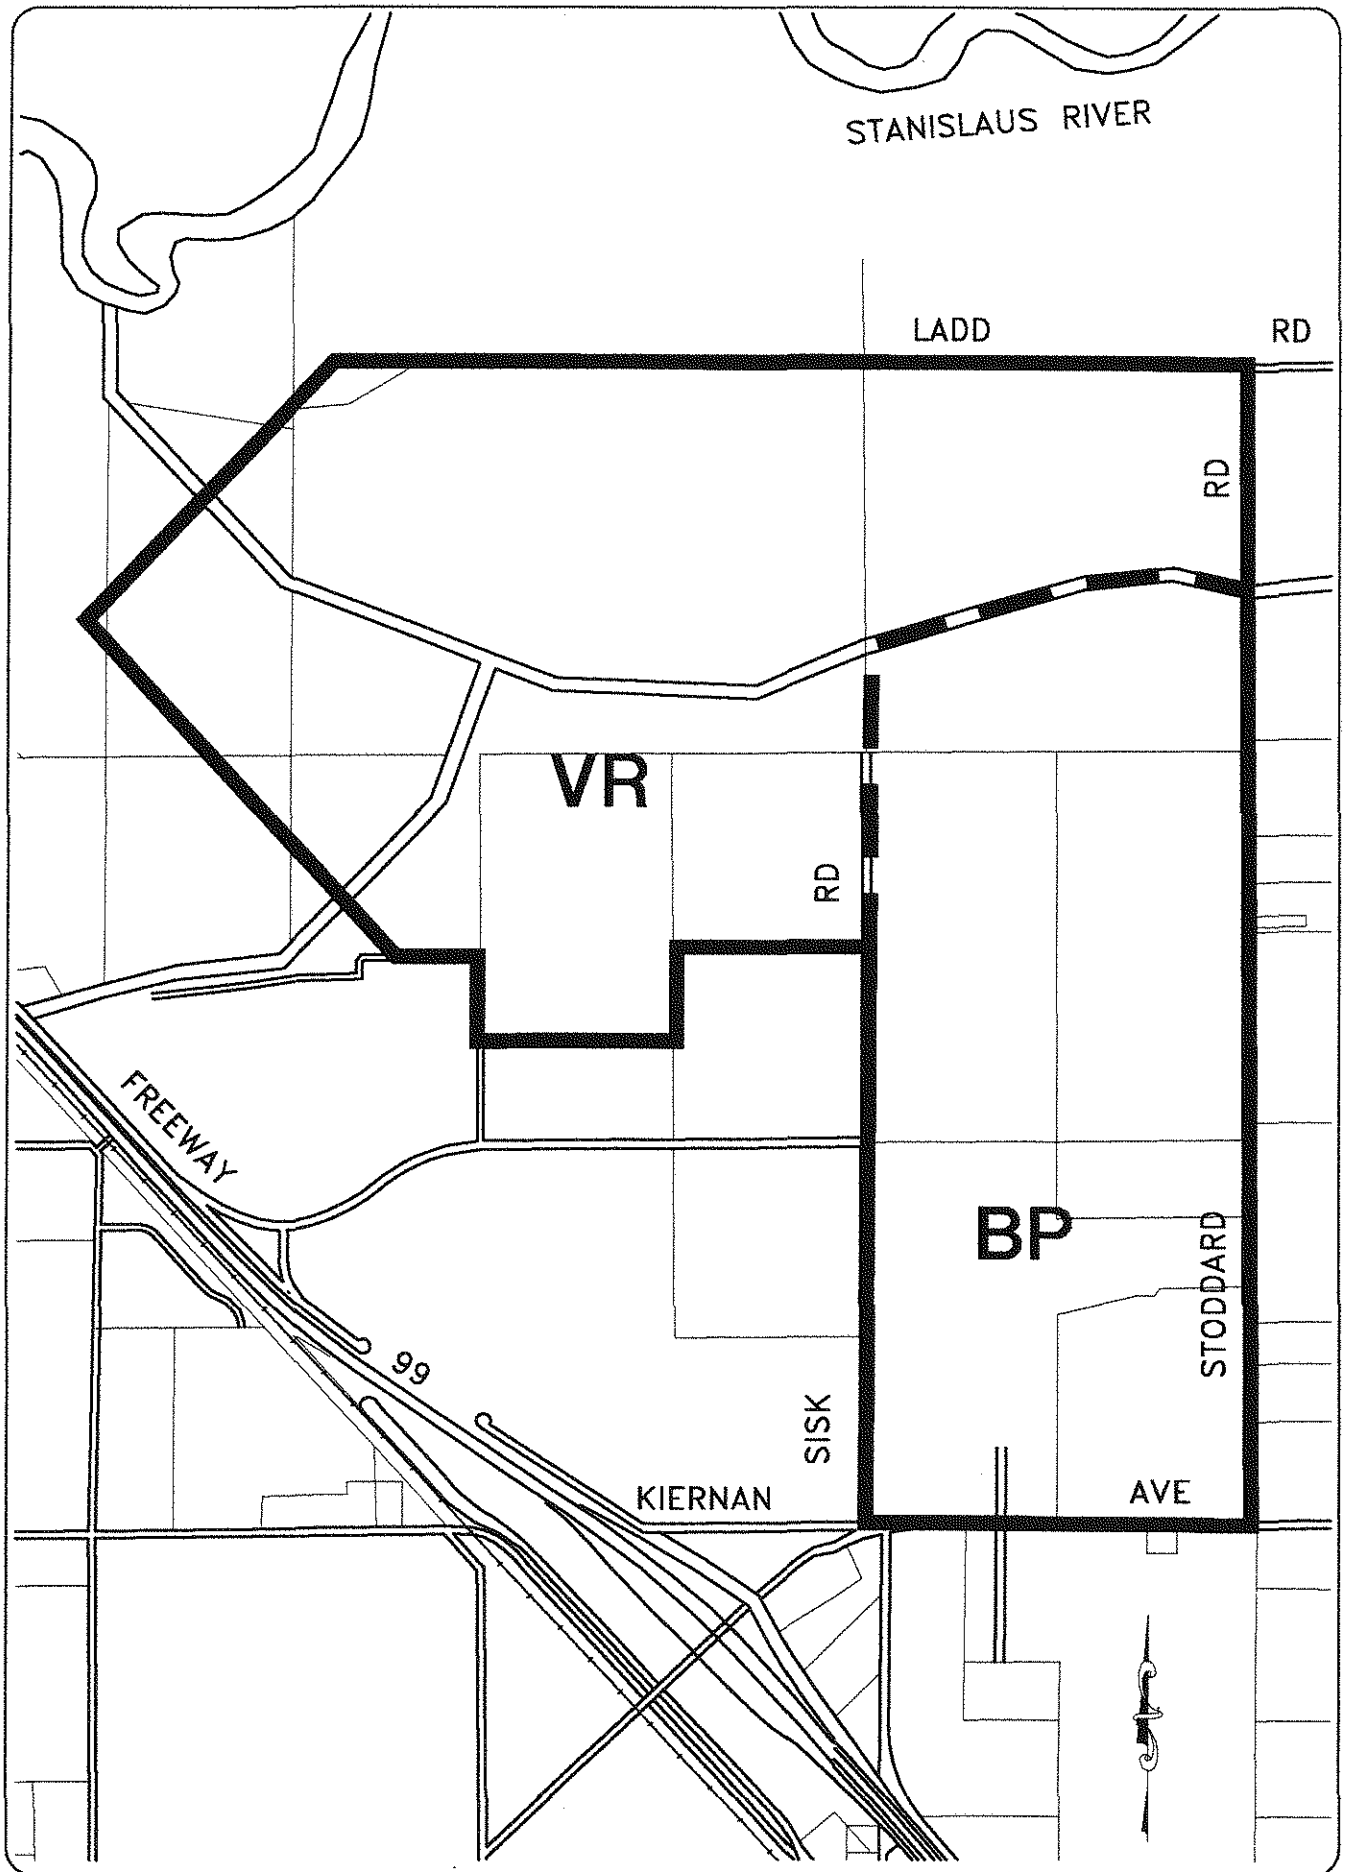 STANISLAUS RIVER
LADD RD
RD
VR
RD
FREEWAY
BP
STODDARD
99
SISK
KIERNAN AVE